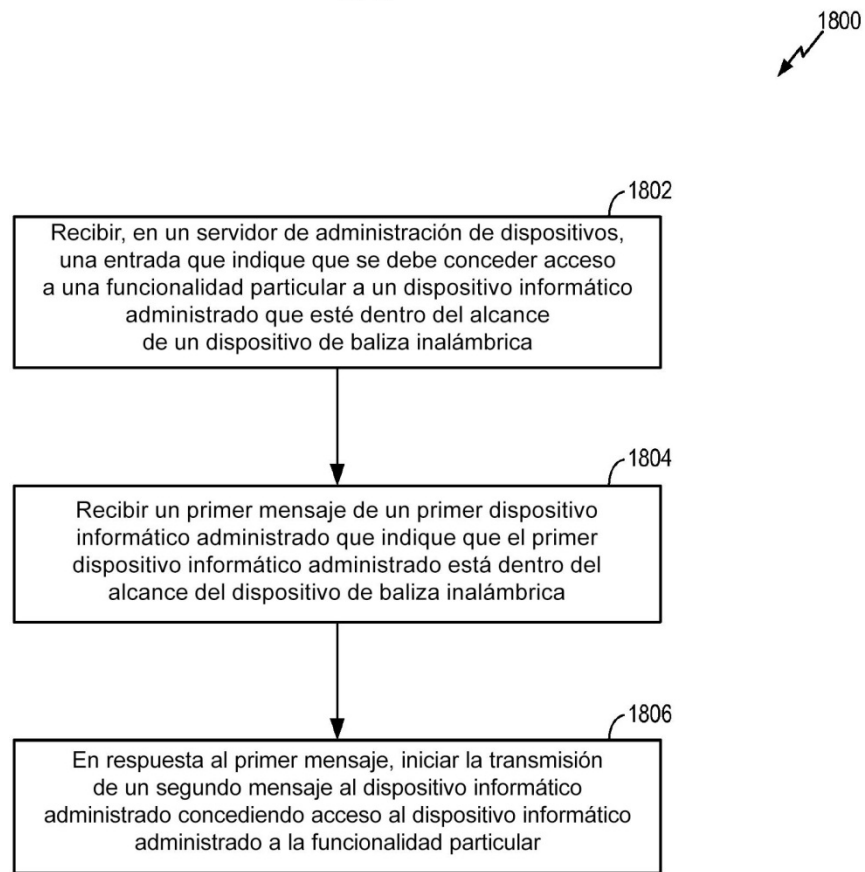 1800
1802
Recibir, en un servidor de administración de dispositivos,
una entrada que indique que se debe conceder acceso
a una funcionalidad particular a un dispositivo informático
administrado que esté dentro del alcance
de un dispositivo de baliza inalámbrica
1804
Recibir un primer mensaje de un primer dispositivo
informático administrado que indique que el primer
dispositivo informático administrado está dentro del
alcance del dispositivo de baliza inalámbrica
1806
En respuesta al primer mensaje, iniciar la transmisión
de un segundo mensaje al dispositivo informático
administrado concediendo acceso al dispositivo informático
administrado a la funcionalidad particular